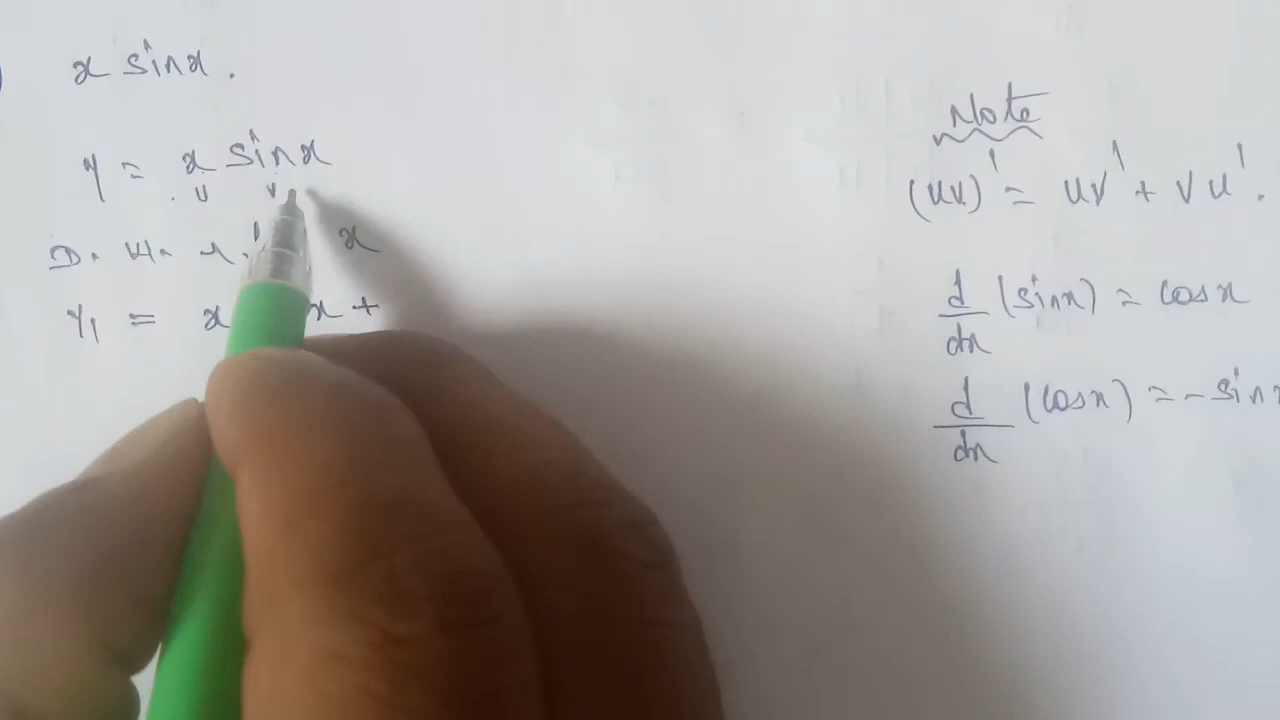 x sinx.
y = x sinx
u v
D. w. r. x
y₁ = x x +
Note
(uv)' = uv' + vu'.
d/dx (sinx) = cosx
d/dx (cosx) = - sin